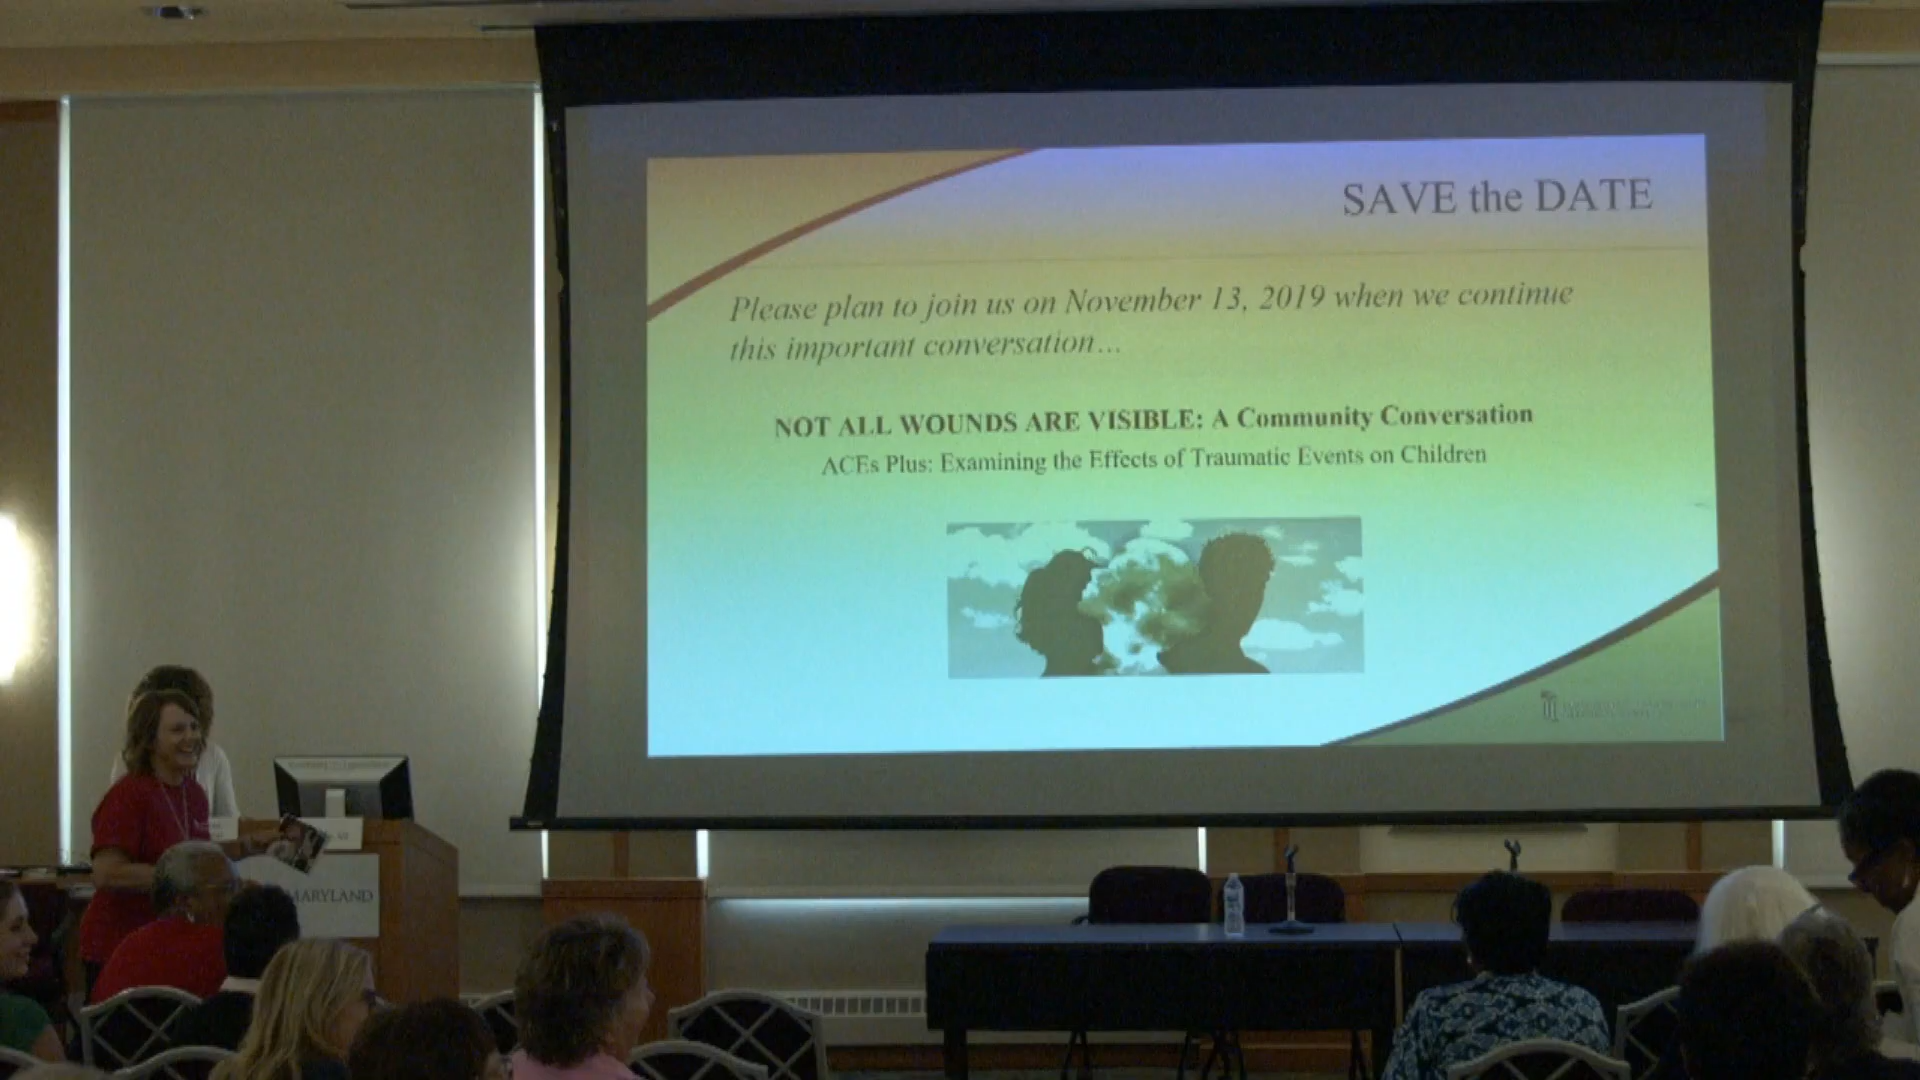 SAVE the DATE
Please plan to join us on November 13, 2019 when we continue
this important conversation…
NOT ALL WOUNDS ARE VISIBLE: A Community Conversation
ACEs Plus: Examining the Effects of Traumatic Events on Children
MARYLAND